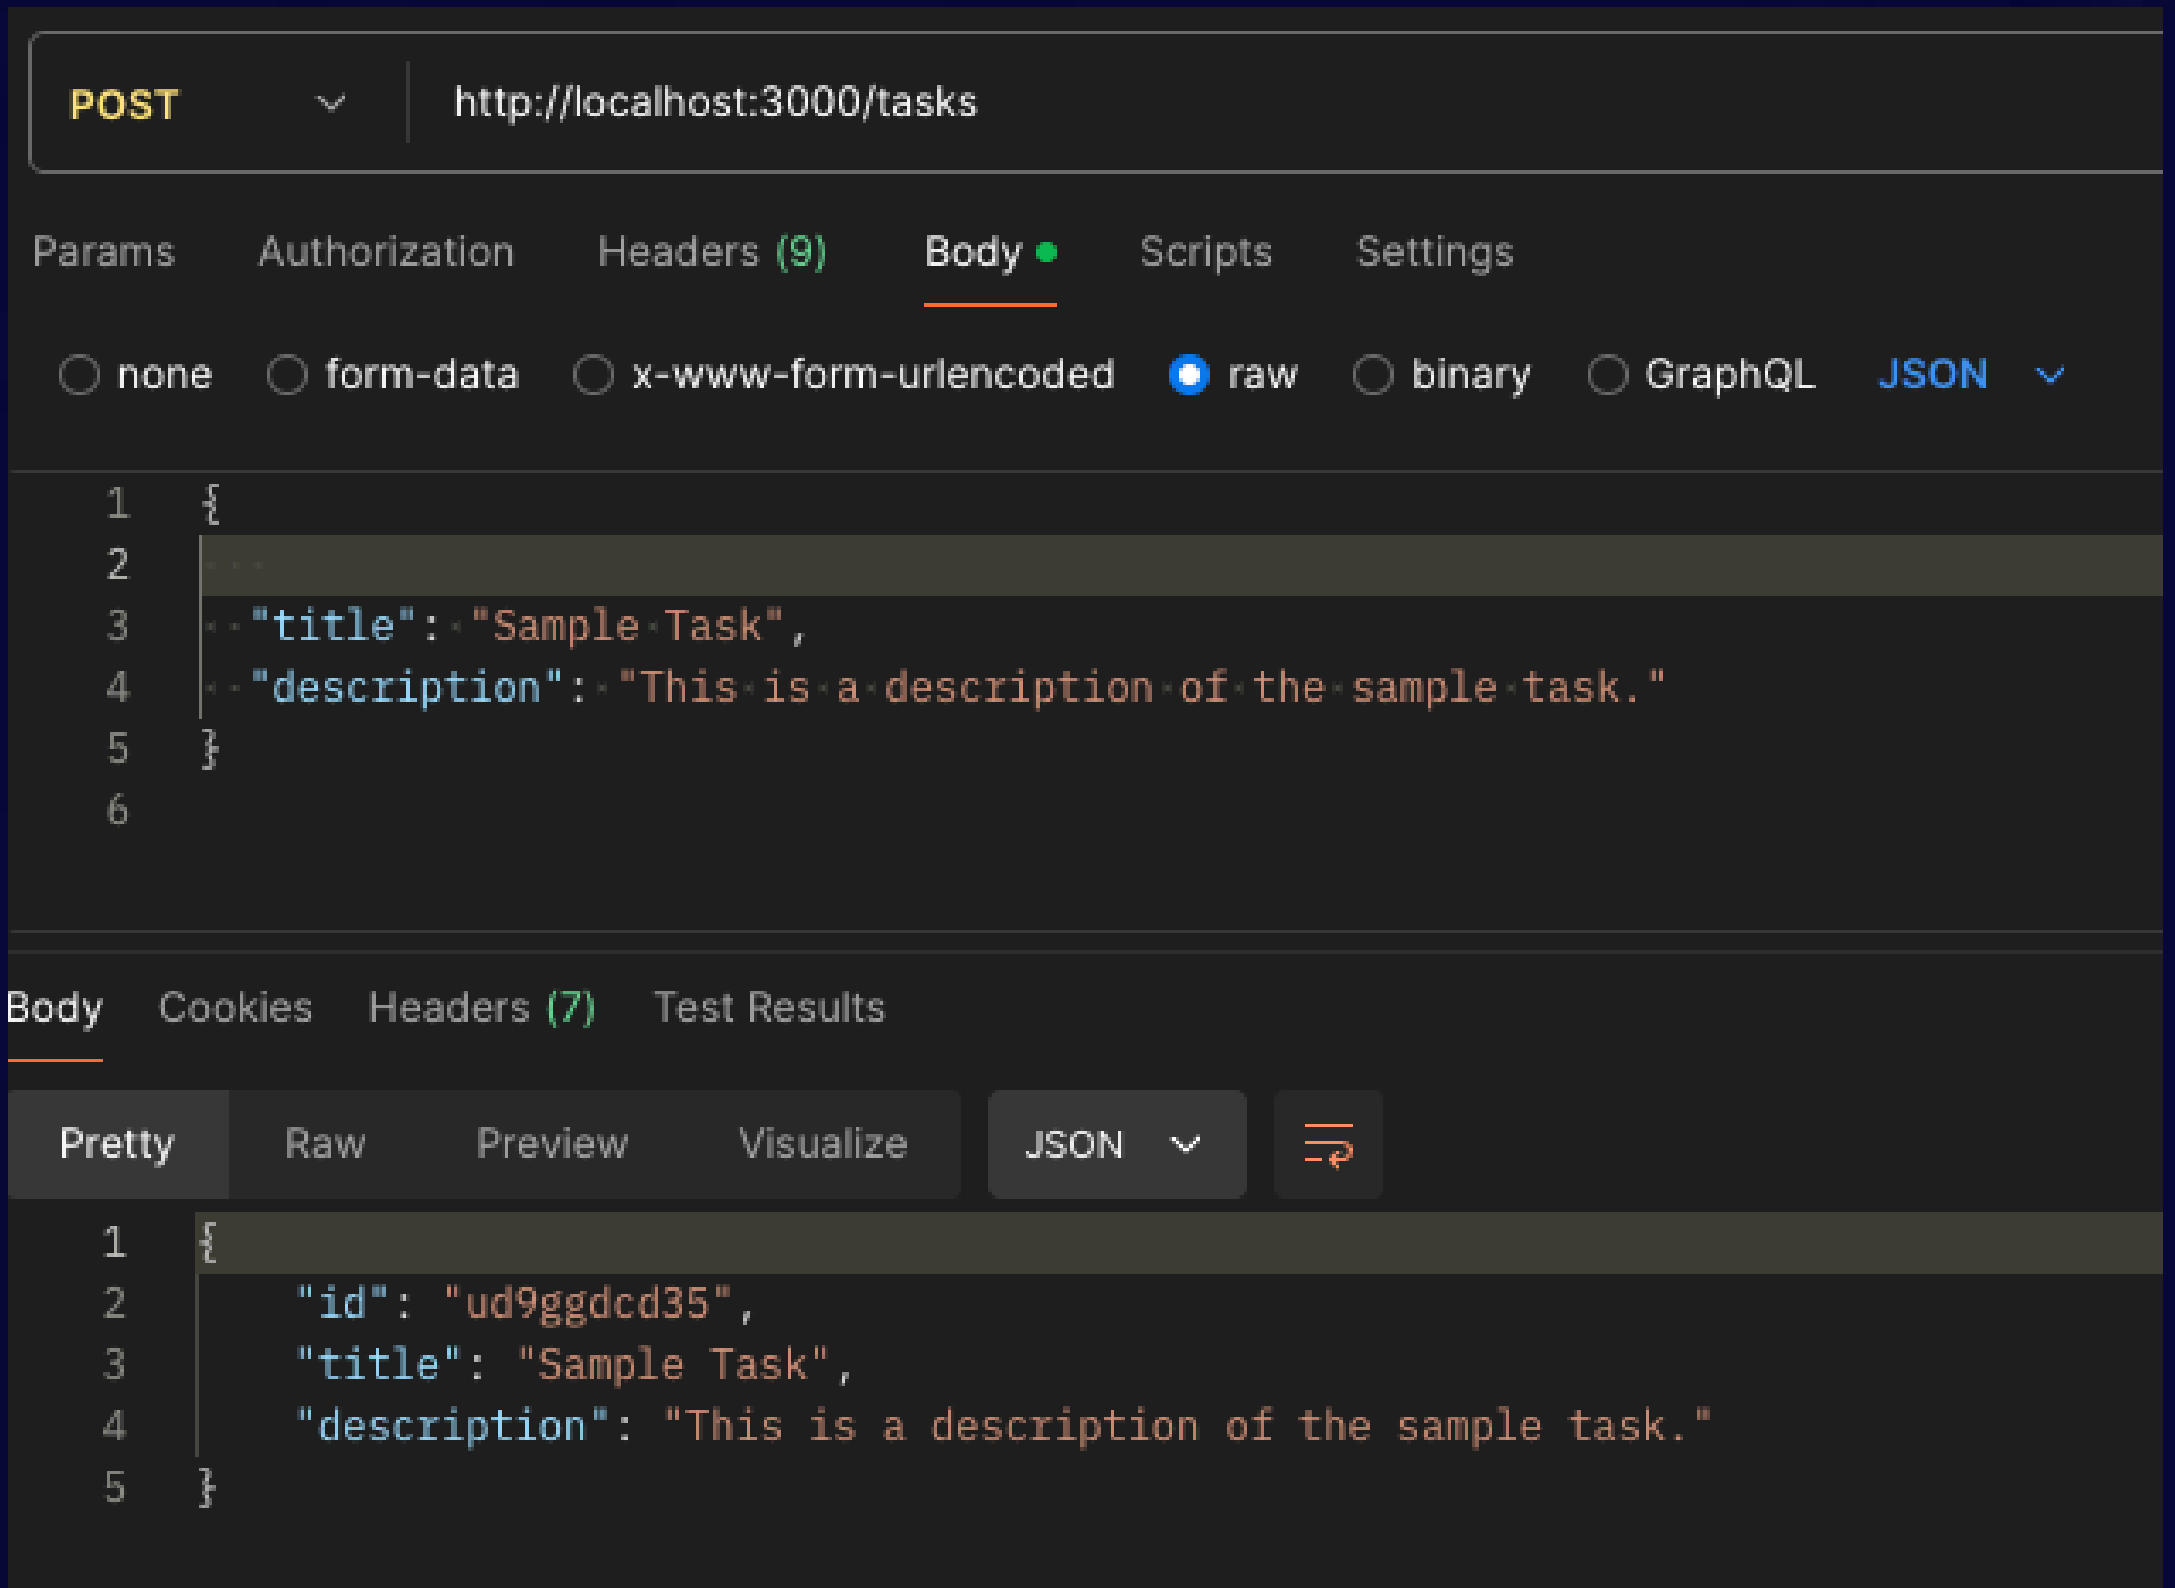 POST http://localhost:3000/tasks
Params Authorization Headers (9) Body Scripts Settings
none form-data x-www-form-urlencoded raw binary GraphQL JSON
1 {
2
3 "title": "Sample Task",
4 "description": "This is a description of the sample task."
5 }
6
Body Cookies Headers (7) Test Results
Pretty Raw Preview Visualize JSON
1 {
2 "id": "ud9ggdcd35",
3 "title": "Sample Task",
4 "description": "This is a description of the sample task."
5 }